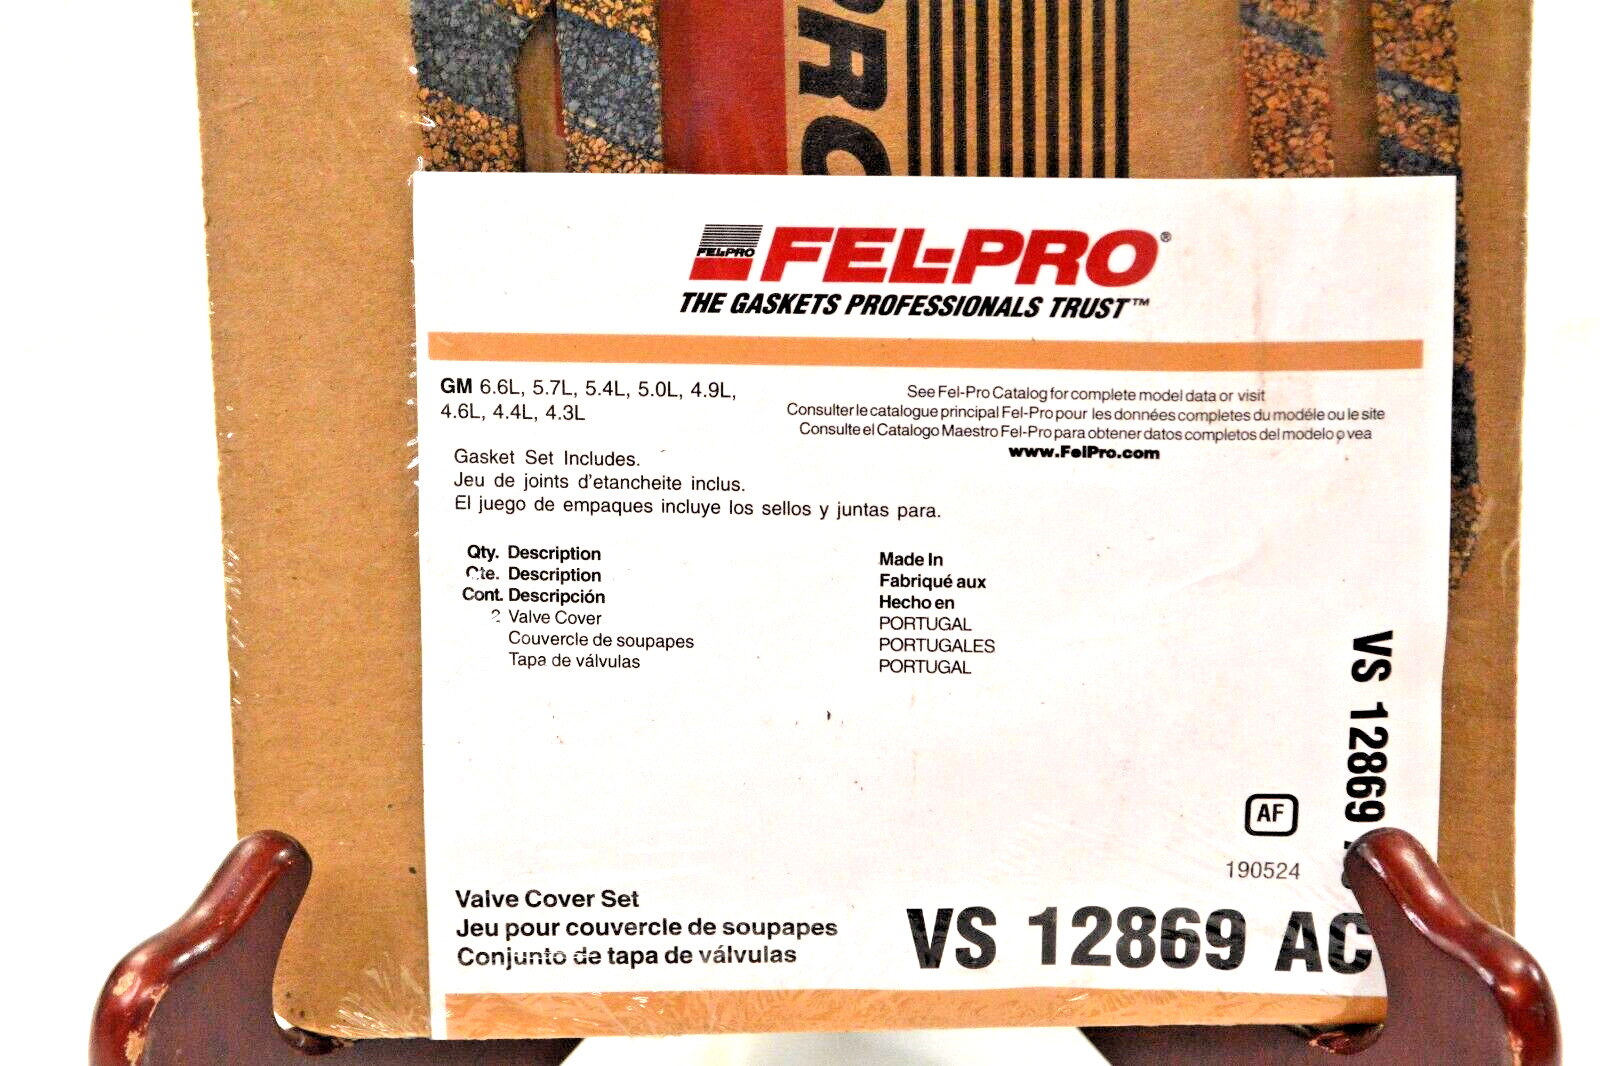 PRO
FEL-PRO
FEL-PRO®
THE GASKETS PROFESSIONALS TRUST™
GM 6.6L, 5.7L, 5.4L, 5.0L, 4.9L,
4.6L, 4.4L, 4.3L
See Fel-Pro Catalog for complete model data or visit
Consulter le catalogue principal Fel-Pro pour les données completes du modéle ou le site
Consulte el Catalogo Maestro Fel-Pro para obtener datos completos del modelo o vea
www.FelPro.com
Gasket Set Includes.
Jeu de joints d'etancheite inclus.
El juego de empaques incluye los sellos y juntas para.
Qty. Description
Qte. Description
Cont. Descripción
2 Valve Cover
Couvercle de soupapes
Tapa de válvulas
Made In
Fabriqué aux
Hecho en
PORTUGAL
PORTUGALES
PORTUGAL
VS 12869
AF
190524
Valve Cover Set
Jeu pour couvercle de soupapes
Conjunto de tapa de válvulas
VS 12869 AC